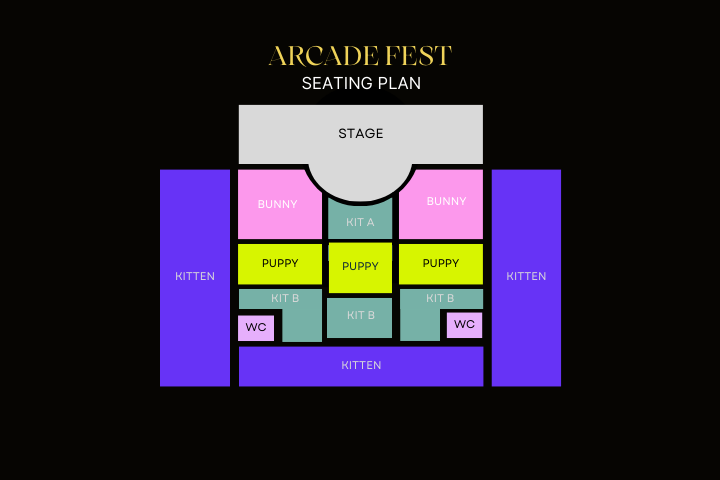 ARCADE FEST
SEATING PLAN
STAGE
BUNNY
BUNNY
KIT A
KITTEN
PUPPY
PUPPY
PUPPY
KITTEN
KIT B
KIT B
KIT B
WC
WC
KITTEN